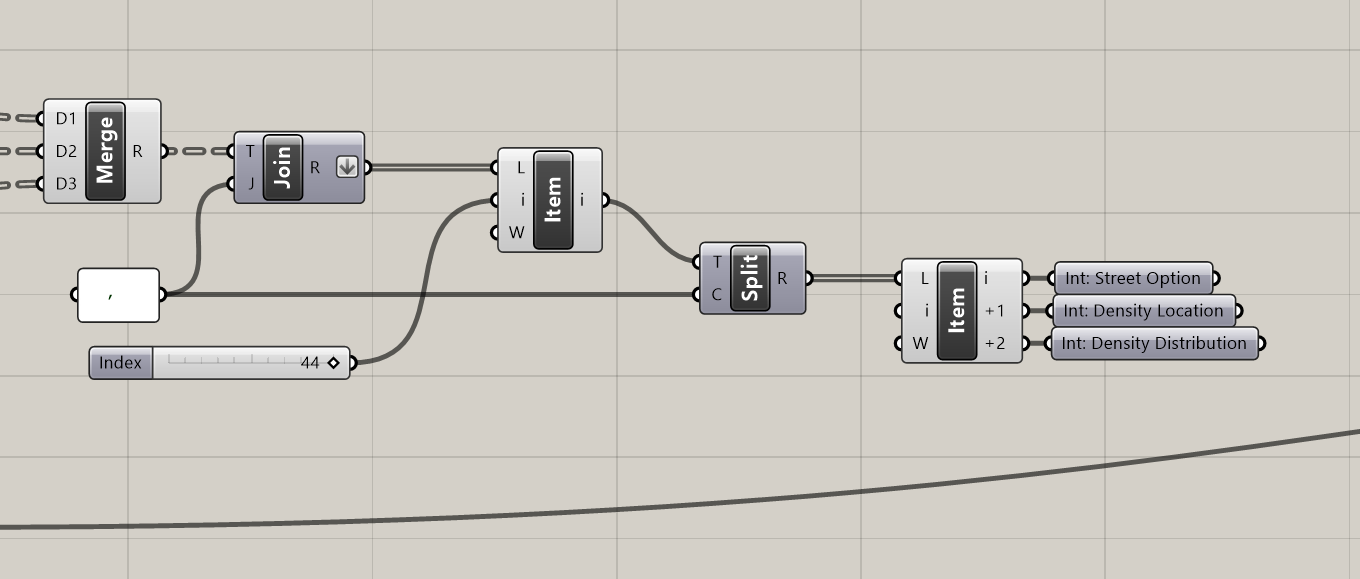 D1
D2
D3
Merge
R
T
J
Join
R
L
i
W
Item
i
,
Index
44
T
C
Split
R
L
i
W
Item
i
+1
+2
Int: Street Option
Int: Density Location
Int: Density Distribution